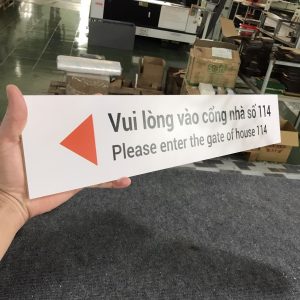 Vui lòng vào cổng nhà số 114
Please enter the gate of house 114